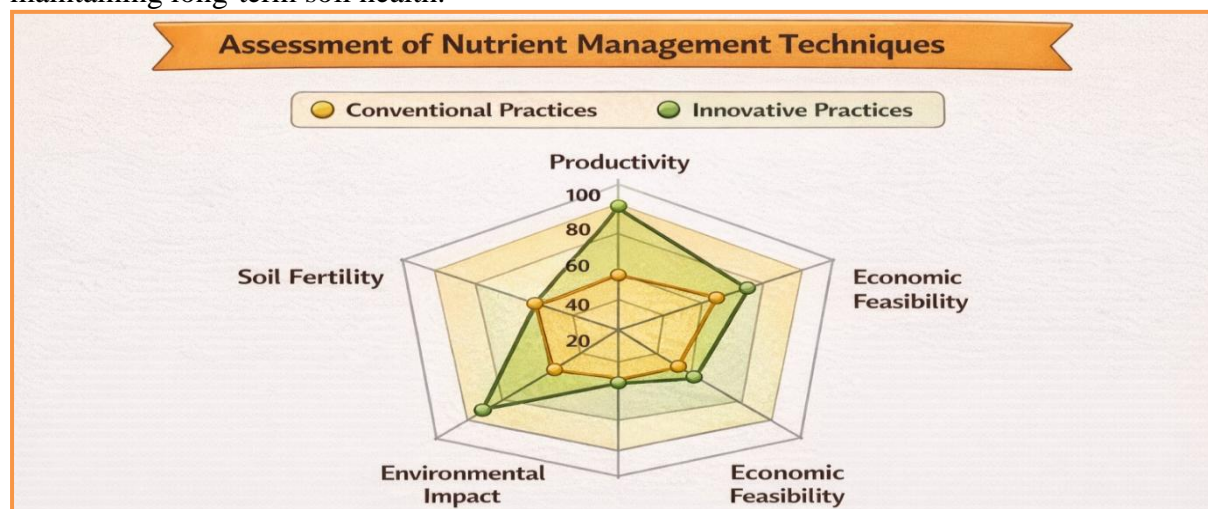 maintaining long-term soil health.
Assessment of Nutrient Management Techniques
Conventional Practices Innovative Practices
Productivity
100
80
60
40
20
Soil Fertility
Economic
Feasibility
Environmental
Impact
Economic
Feasibility